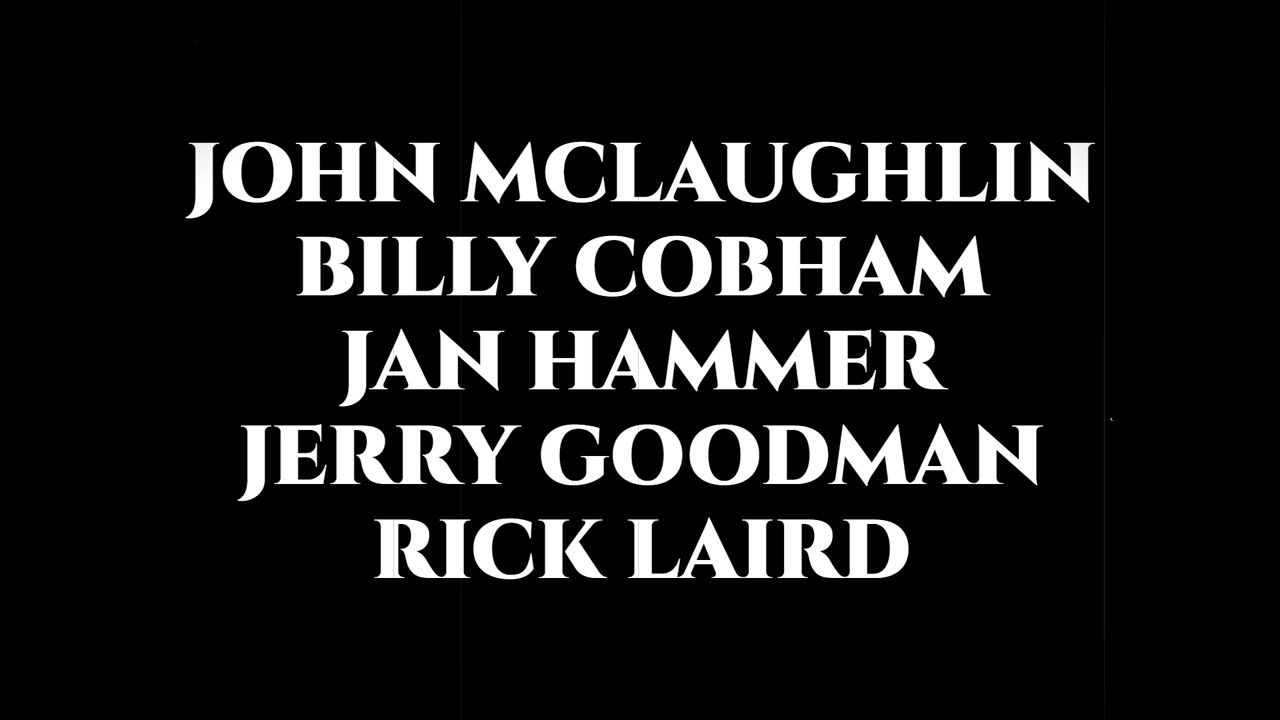 JOHN MCLAUGHLIN
BILLY COBHAM
JAN HAMMER
JERRY GOODMAN
RICK LAIRD